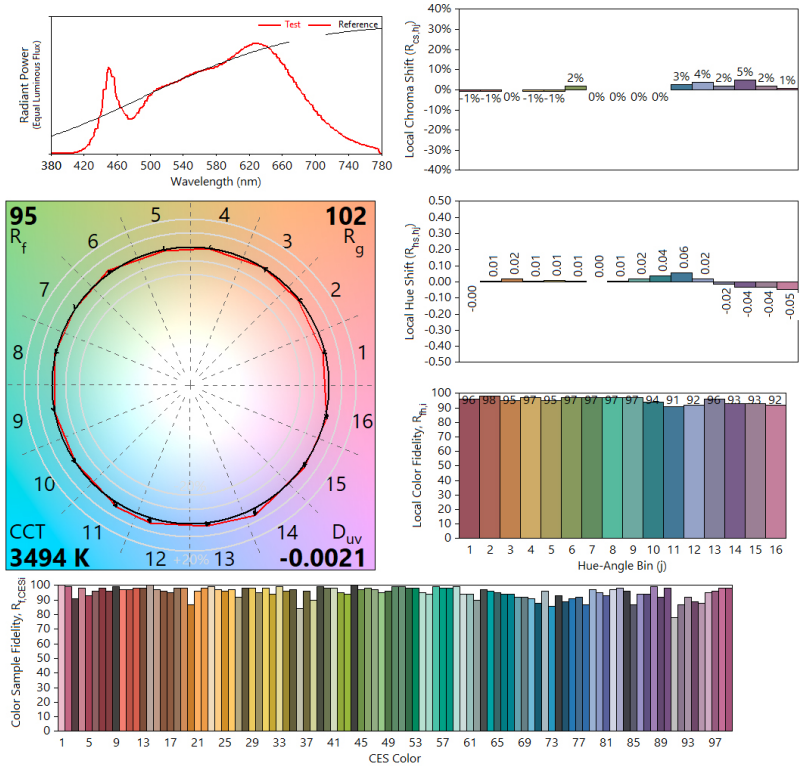 Radiant Power
(Equal Luminous Flux)
Test
Reference
380 420 460 500 540 580 620 660 700 740 780
Wavelength (nm)
Local Chroma Shift (Rcs,hj)
40%
30%
20%
10%
0%
-10%
-20%
-30%
-40%
-1% -1% 0% -1% -1% 2% 0% 0% 0% 0% 3% 4% 2% 5% 2% 1%
95
Rf
102
Rg
5 4
6 3
7 2
8 1
9 16
10 15
11 14
12 13
+20%
CCT
3494 K
Duv
-0.0021
Local Hue Shift (Rhs,hj)
0.50
0.40
0.30
0.20
0.10
0.00
-0.10
-0.20
-0.30
-0.40
-0.50
-0.00 0.01 0.02 0.01 0.01 0.01 0.00 0.01 0.02 0.04 0.06 0.02 -0.02 -0.04 -0.04 -0.05
Local Color Fidelity, Rfh,i
100
90
80
70
60
50
40
30
20
10
0
96 98 95 97 95 97 97 97 97 94 91 92 96 93 93 92
1 2 3 4 5 6 7 8 9 10 11 12 13 14 15 16
Hue-Angle Bin (j)
Color Sample Fidelity, Rf,CESi
100
90
80
70
60
50
40
30
20
10
0
1 5 9 13 17 21 25 29 33 37 41 45 49 53 57 61 65 69 73 77 81 85 89 93 97
CES Color